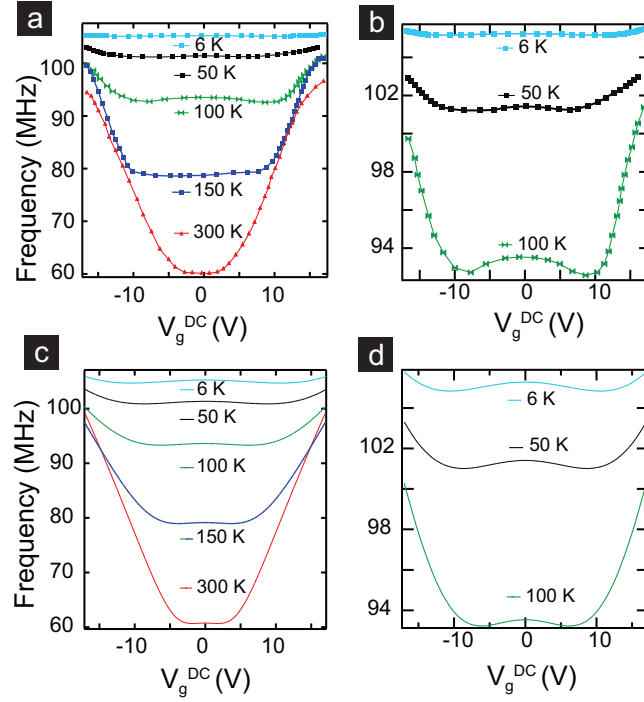 a
6 K
50 K
100 K
150 K
300 K
100
90
80
70
60
-10
0
10
Frequency (MHz)
V_g^DC (V)
b
6 K
50 K
100 K
102
98
94
-10
0
10
V_g^DC (V)
c
6 K
50 K
100 K
150 K
300 K
100
90
80
70
60
-10
0
10
Frequency (MHz)
V_g^DC (V)
d
6 K
50 K
100 K
102
98
94
-10
0
10
V_g^DC (V)